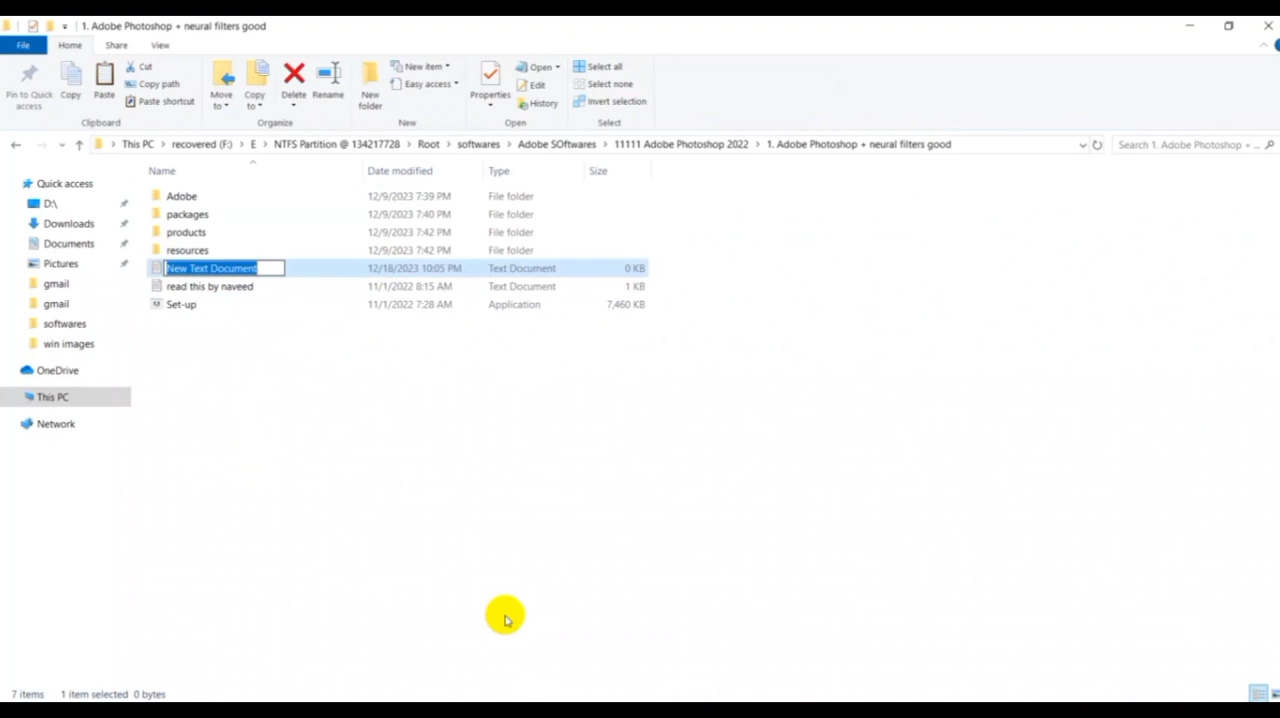 1. Adobe Photoshop + neural filters good
File Home Share View
Pin to Quick access
Copy
Paste
Cut
Copy path
Paste shortcut
Clipboard
Move to
Copy to
Delete
Rename
Organize
New folder
New item
Easy access
New
Properties
Open
Edit
History
Open
Select all
Select none
Invert selection
Select
This PC > recovered (F:) > E > NTFS Partition @ 134217728 > Root > softwares > Adobe SOftwares > 11111 Adobe Photoshop 2022 > 1. Adobe Photoshop + neural filters good
Search 1. Adobe Photoshop + ...
Name Date modified Type Size
Quick access
D:\
Downloads
Documents
Pictures
gmail
gmail
softwares
win images
OneDrive
This PC
Network
Adobe 12/9/2023 7:39 PM File folder
packages 12/9/2023 7:40 PM File folder
products 12/9/2023 7:42 PM File folder
resources 12/9/2023 7:42 PM File folder
New Text Document 12/18/2023 10:05 PM Text Document 0 KB
read this by naveed 11/1/2022 8:15 AM Text Document 1 KB
Set-up 11/1/2022 7:28 AM Application 7,460 KB
7 items 1 item selected 0 bytes